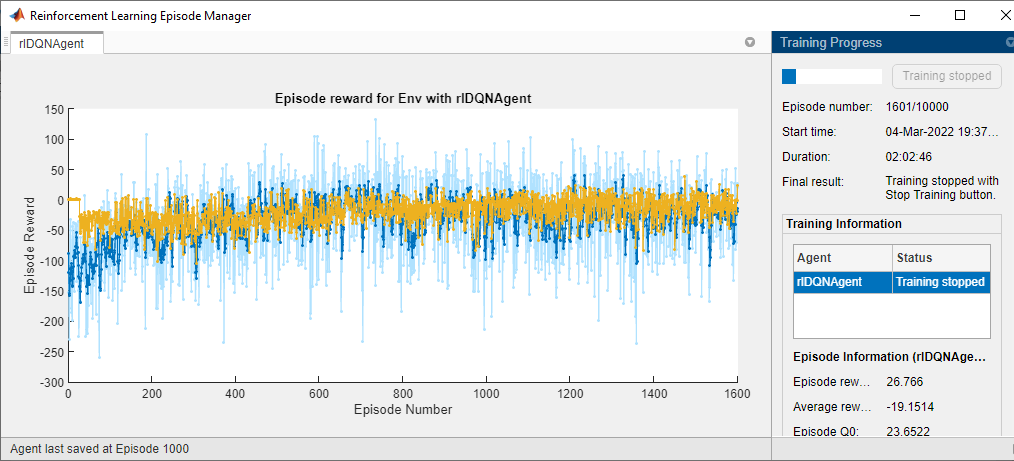 Reinforcement Learning Episode Manager
rlDQNAgent
Episode reward for Env with rlDQNAgent
150
100
50
0
-50
-100
-150
-200
-250
-300
Episode Reward
0
200
400
600
800
1000
1200
1400
1600
Episode Number
Agent last saved at Episode 1000
Training Progress
Training stopped
Episode number: 1601/10000
Start time: 04-Mar-2022 19:37...
Duration: 02:02:46
Final result: Training stopped with
Stop Training button.
Training Information
Agent Status
rlDQNAgent Training stopped
Episode Information (rlDQNAge...
Episode rew... 26.766
Average rew... -19.1514
Episode Q0: 23.6522